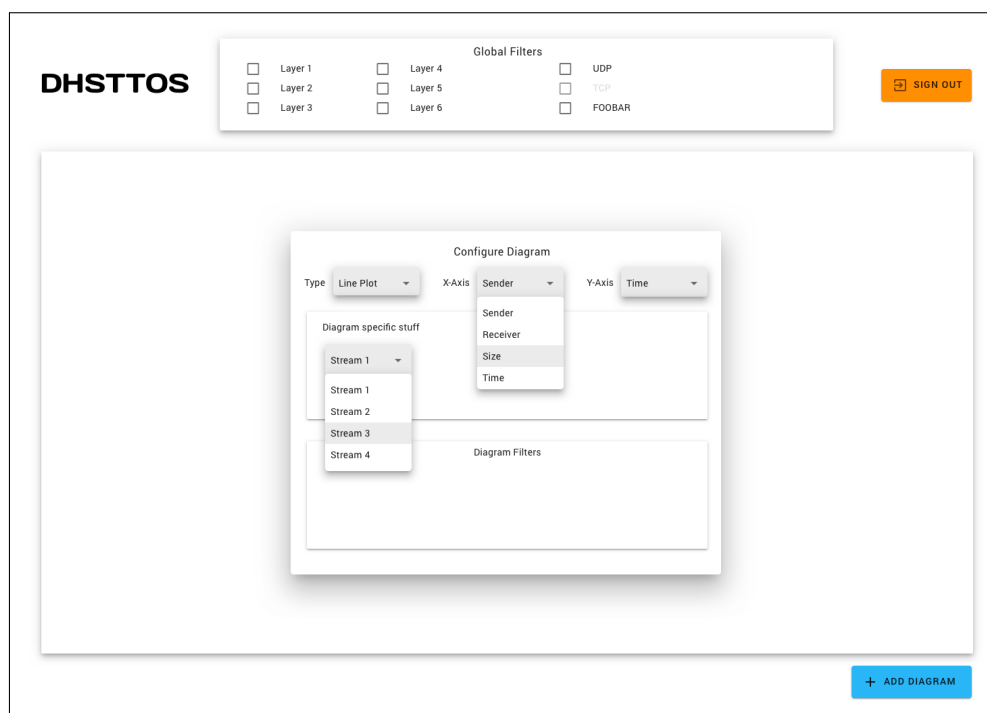 DHSTTOS
Global Filters
Layer 1 Layer 4 UDP
Layer 2 Layer 5 TCP
Layer 3 Layer 6 FOOBAR
SIGN OUT
Configure Diagram
Type Line Plot X-Axis Sender Y-Axis Time
Sender
Receiver
Size
Time
Diagram specific stuff
Stream 1
Stream 1
Stream 2
Stream 3
Stream 4
Diagram Filters
+ ADD DIAGRAM